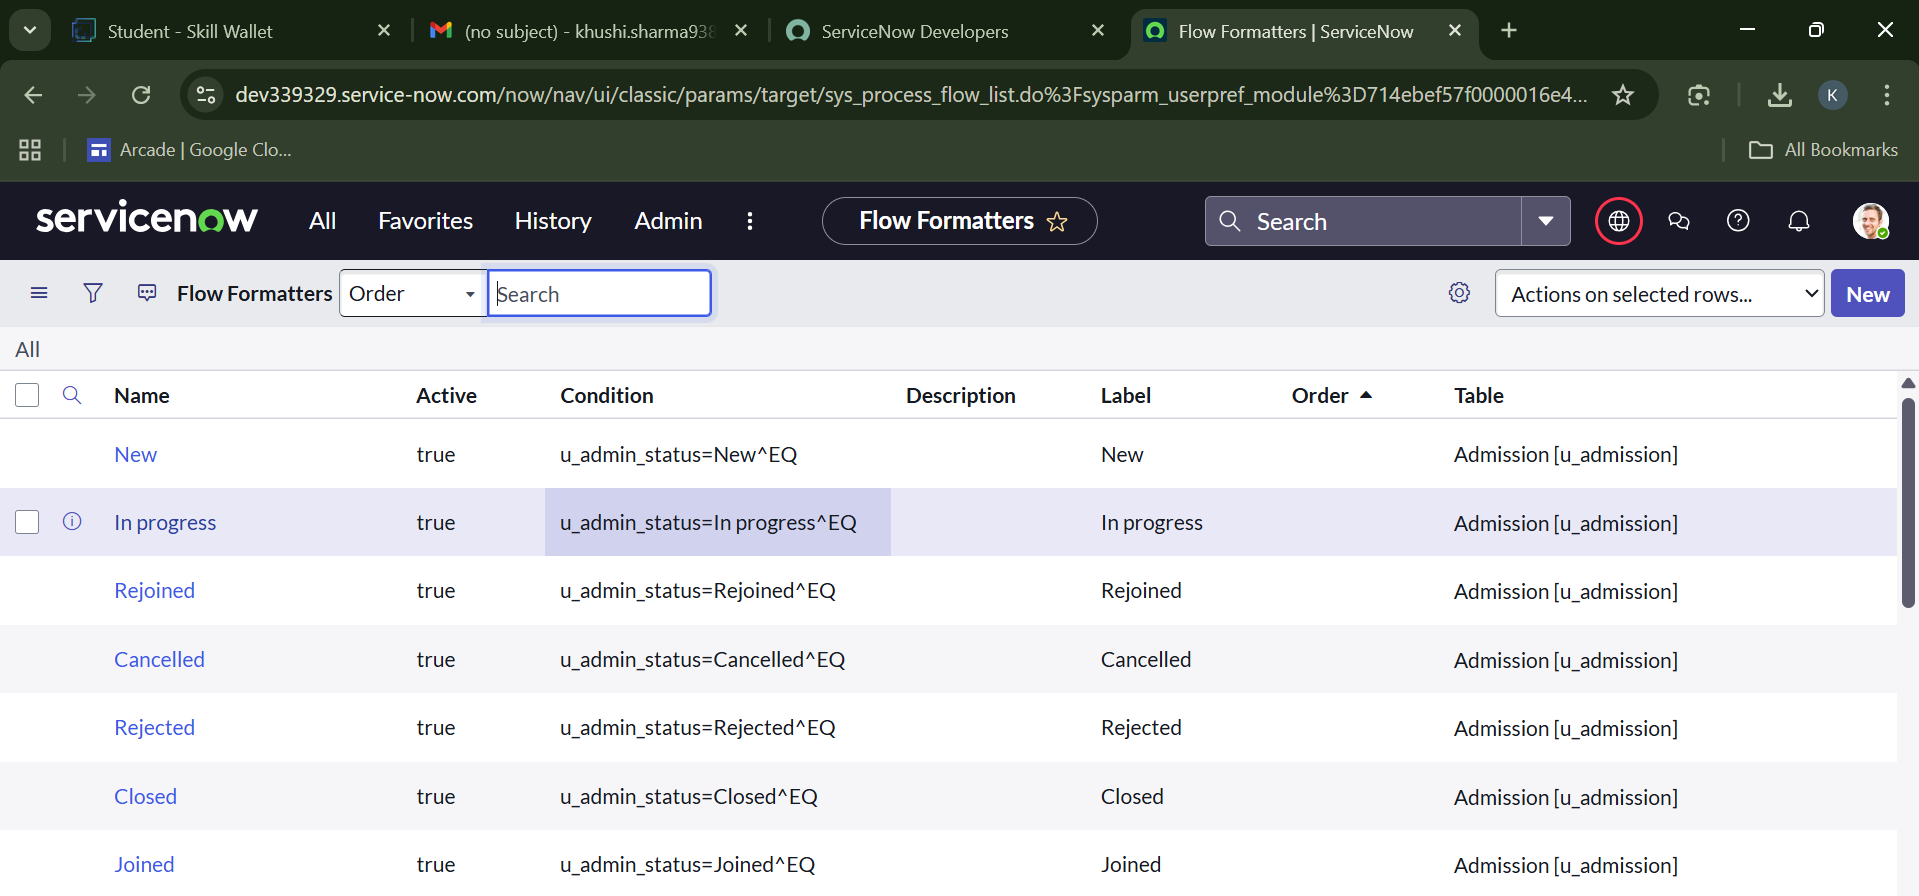 Student - Skill Wallet
(no subject) - khushi.sharma938
ServiceNow Developers
Flow Formatters | ServiceNow
dev339329.service-now.com/now/nav/ui/classic/params/target/sys_process_flow_list.do%3Fsysparm_userpref_module%3D714ebef57f0000016e4...
K
Arcade | Google Clo...
All Bookmarks
servicenow All Favorites History Admin Flow Formatters Search
Flow Formatters Order Search Actions on selected rows... New
All
Name Active Condition Description Label Order Table
New true u_admin_status=New^EQ New Admission [u_admission]
In progress true u_admin_status=In progress^EQ In progress Admission [u_admission]
Rejoined true u_admin_status=Rejoined^EQ Rejoined Admission [u_admission]
Cancelled true u_admin_status=Cancelled^EQ Cancelled Admission [u_admission]
Rejected true u_admin_status=Rejected^EQ Rejected Admission [u_admission]
Closed true u_admin_status=Closed^EQ Closed Admission [u_admission]
Joined true u_admin_status=Joined^EQ Joined Admission [u_admission]